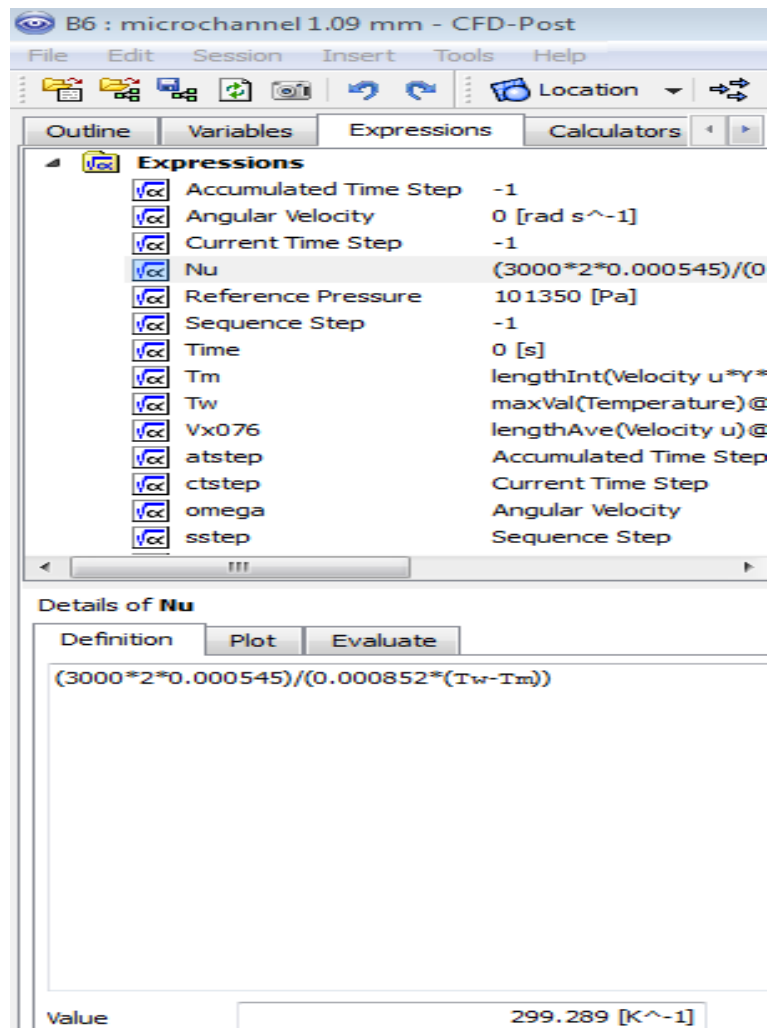 B6 : microchannel 1.09 mm - CFD-Post
File Edit Session Insert Tools Help
Location
Outline Variables Expressions Calculators
Expressions
Accumulated Time Step -1
Angular Velocity 0 [rad s^-1]
Current Time Step -1
Nu (3000*2*0.000545)/(0
Reference Pressure 101350 [Pa]
Sequence Step -1
Time 0 [s]
Tm lengthInt(Velocity u*Y*
Tw maxVal(Temperature)@
Vx076 lengthAve(Velocity u)@
atstep Accumulated Time Step
ctstep Current Time Step
omega Angular Velocity
sstep Sequence Step
Details of Nu
Definition Plot Evaluate
(3000*2*0.000545)/(0.000852*(Tw-Tm))
Value 299.289 [K^-1]